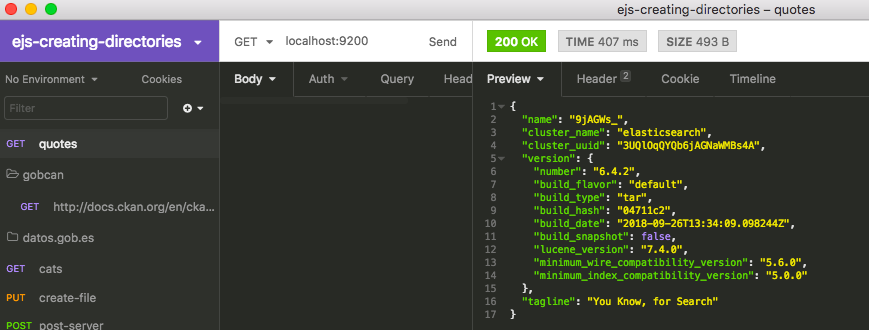 ejs-creating-directories – quotes
ejs-creating-directories
GET localhost:9200 Send
200 OK TIME 407 ms SIZE 493 B
No Environment Cookies
Body Auth Query Head
Preview Header 2 Cookie Timeline
Filter
GET quotes
gobcan
GET http://docs.ckan.org/en/cka...
datos.gob.es
GET cats
PUT create-file
POST post-server
1 {
2 "name": "9jAGWs_",
3 "cluster_name": "elasticsearch",
4 "cluster_uuid": "3UQlOqQYQb6jAGNaWMBs4A",
5 "version": {
6 "number": "6.4.2",
7 "build_flavor": "default",
8 "build_type": "tar",
9 "build_hash": "04711c2",
10 "build_date": "2018-09-26T13:34:09.098244Z",
11 "build_snapshot": false,
12 "lucene_version": "7.4.0",
13 "minimum_wire_compatibility_version": "5.6.0",
14 "minimum_index_compatibility_version": "5.0.0"
15 },
16 "tagline": "You Know, for Search"
17 }